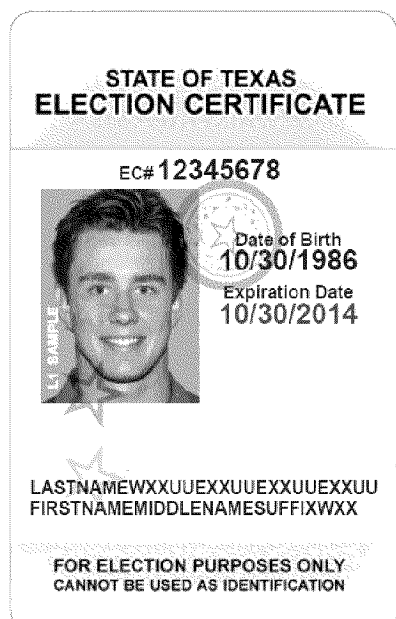 STATE OF TEXAS
ELECTION CERTIFICATE
EC# 12345678
Date of Birth
10/30/1986
Expiration Date
10/30/2014
L1 SAMPLE
LASTNAMEWXXUUEXXUUEXXUUEXXUU
FIRSTNAMEMIDDLENAMESUFFIXWXX
FOR ELECTION PURPOSES ONLY
CANNOT BE USED AS IDENTIFICATION